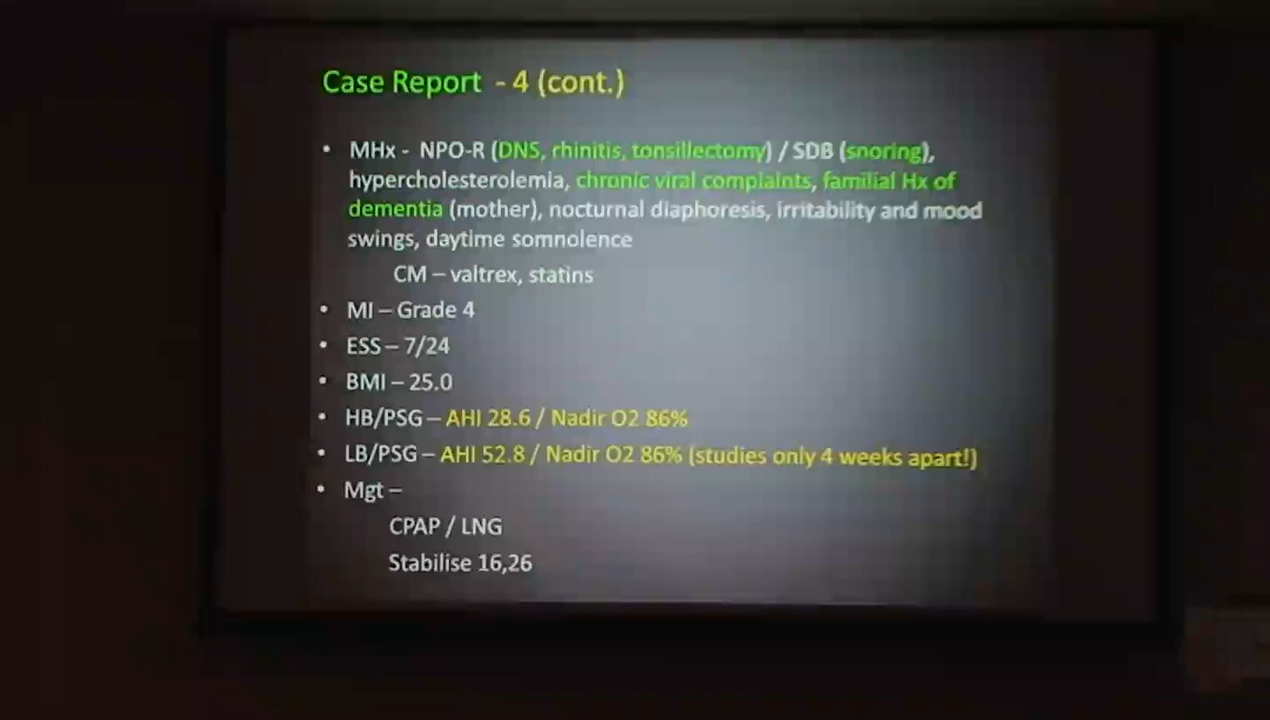 Case Report - 4 (cont.)
• MHx - NPO-R (DNS, rhinitis, tonsillectomy) / SDB (snoring),
hypercholesterolemia, chronic viral complaints, familial Hx of
dementia (mother), nocturnal diaphoresis, irritability and mood
swings, daytime somnolence
CM – valtrex, statins
• MI – Grade 4
• ESS – 7/24
• BMI – 25.0
• HB/PSG – AHI 28.6 / Nadir O2 86%
• LB/PSG – AHI 52.8 / Nadir O2 86% (studies only 4 weeks apart!)
• Mgt –
CPAP / LNG
Stabilise 16,26